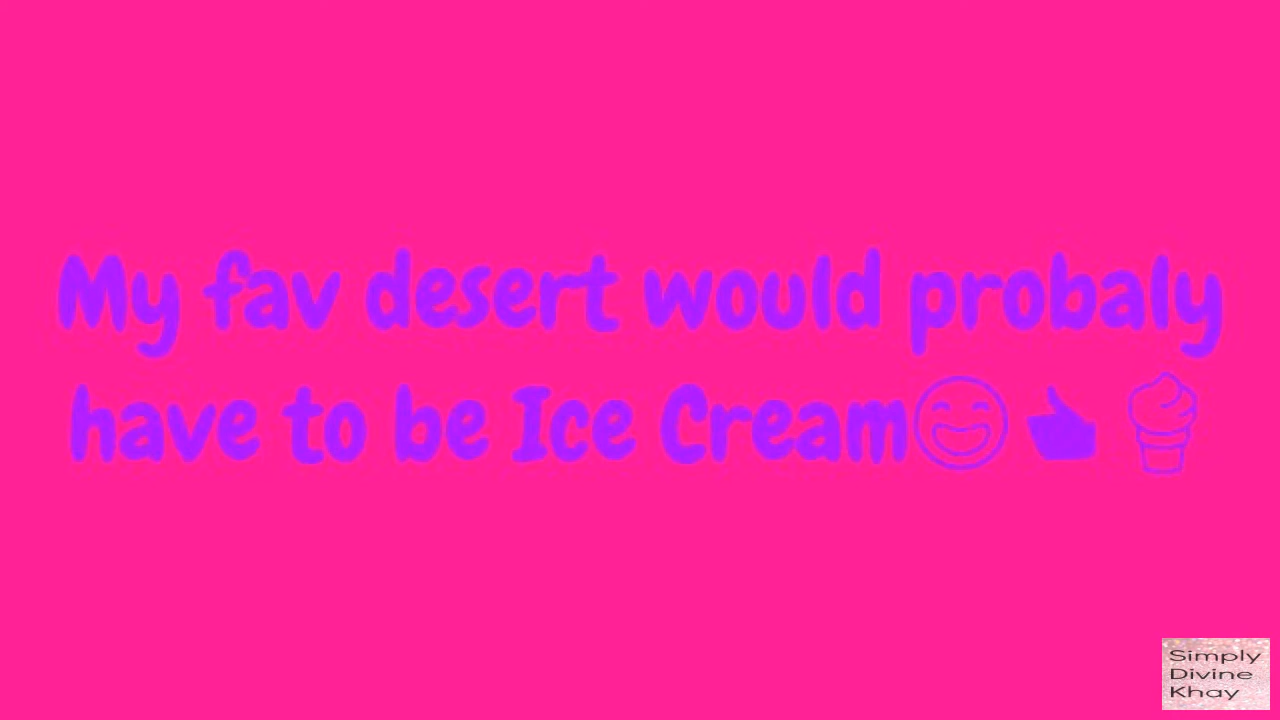 My fav desert would probaly
have to be Ice Cream😄👍🍦
Simply
Divine
Khay